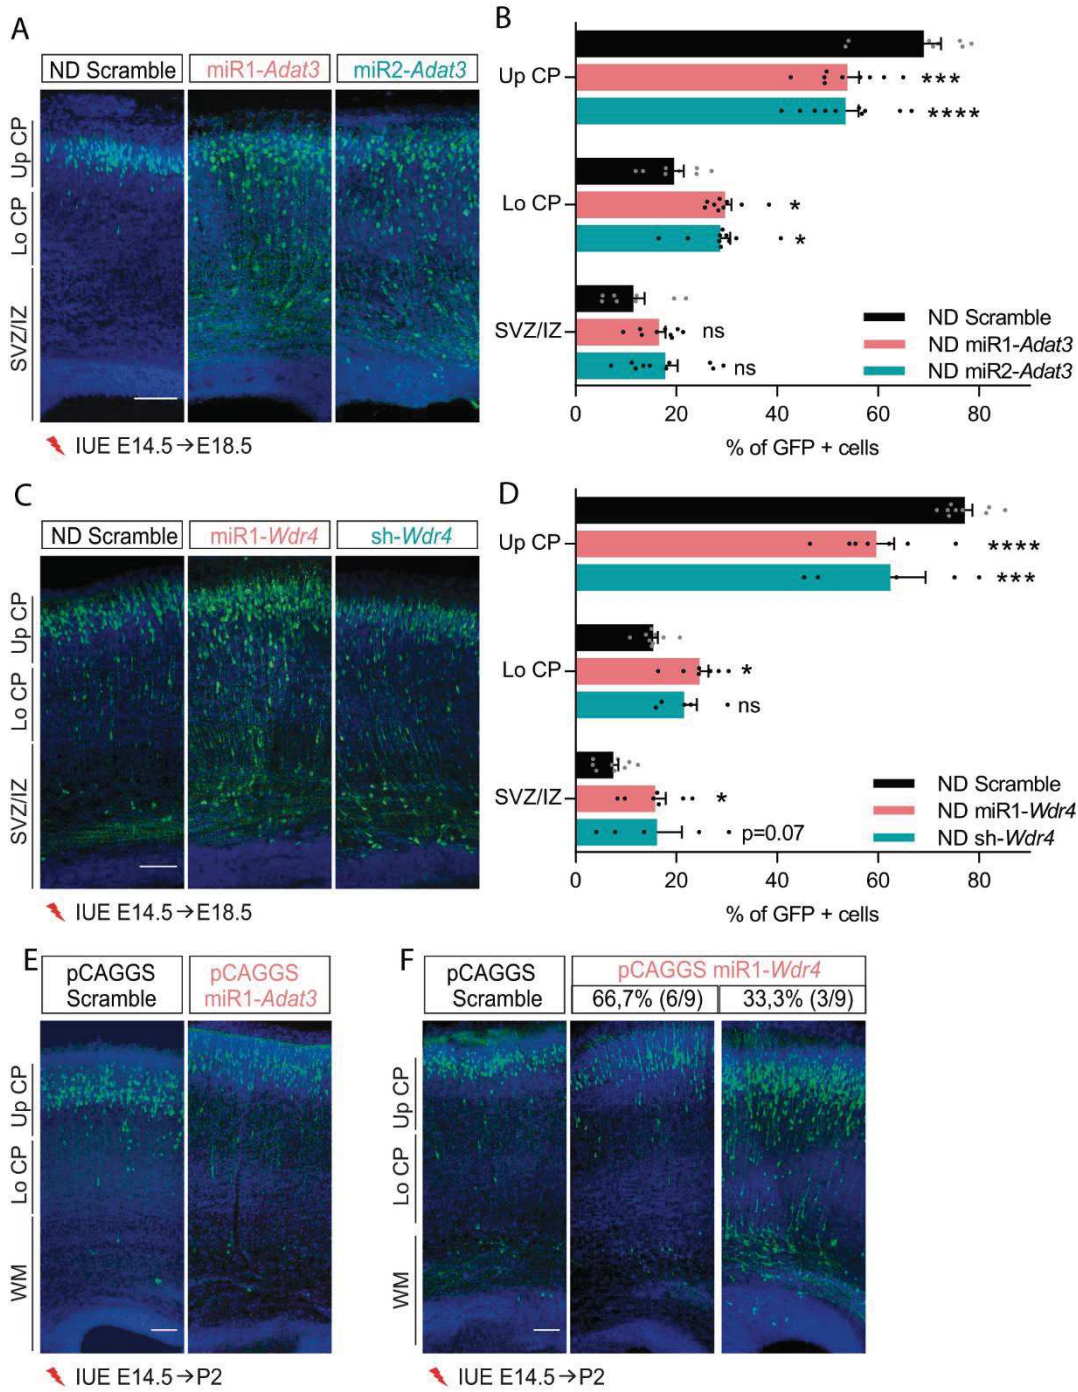 A
ND Scramble
miR1-Adat3
miR2-Adat3
Up CP
Lo CP
SVZ/IZ
IUE E14.5→E18.5
B
Up CP
***
****
Lo CP
*
*
SVZ/IZ
ns
ns
ND Scramble
ND miR1-Adat3
ND miR2-Adat3
0 20 40 60 80
% of GFP + cells
C
ND Scramble
miR1-Wdr4
sh-Wdr4
Up CP
Lo CP
SVZ/IZ
IUE E14.5→E18.5
D
Up CP
****
***
Lo CP
*
ns
SVZ/IZ
*
p=0.07
ND Scramble
ND miR1-Wdr4
ND sh-Wdr4
0 20 40 60 80
% of GFP + cells
E
pCAGGS
Scramble
pCAGGS
miR1-Adat3
Up CP
Lo CP
WM
IUE E14.5→P2
F
pCAGGS
Scramble
pCAGGS miR1-Wdr4
66,7% (6/9)
33,3% (3/9)
Up CP
Lo CP
WM
IUE E14.5→P2